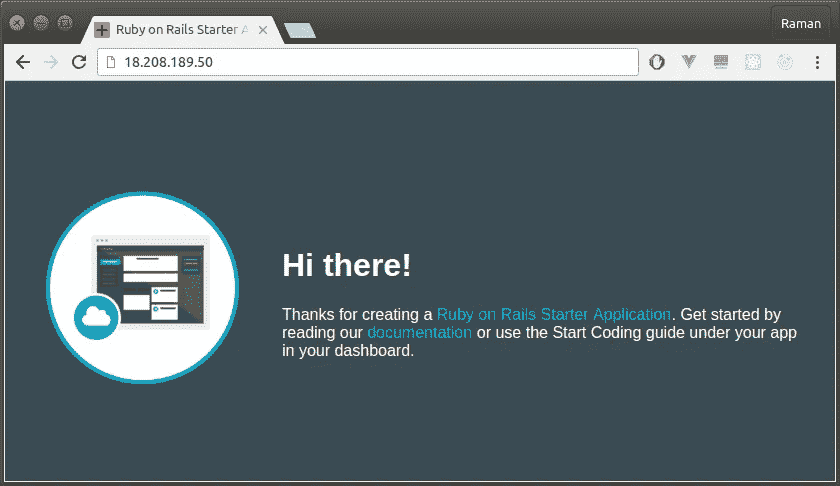 Ruby on Rails Starter A
Raman
18.208.189.50
Hi there!
Thanks for creating a Ruby on Rails Starter Application. Get started by
reading our documentation or use the Start Coding guide under your app
in your dashboard.